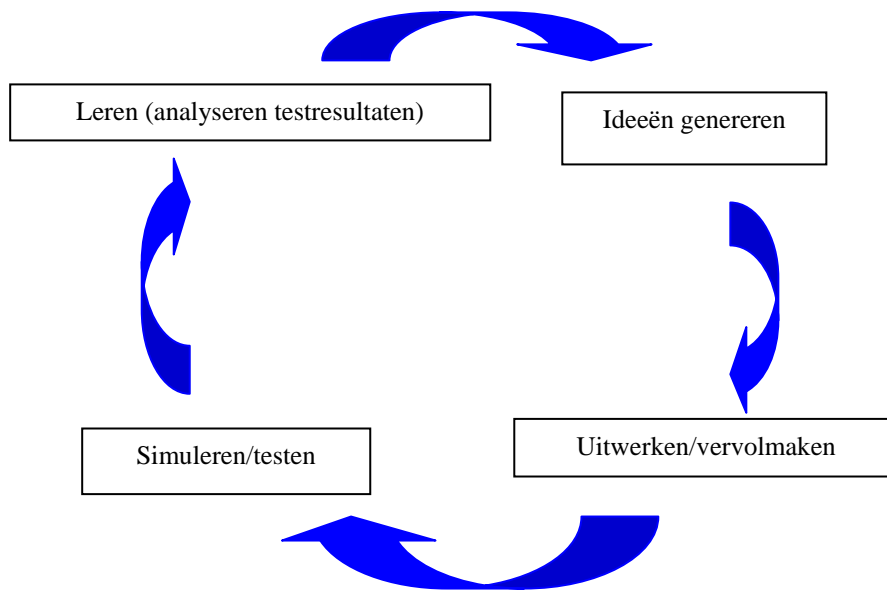 Leren (analyseren testresultaten)
Ideeën genereren
Simuleren/testen
Uitwerken/vervolmaken